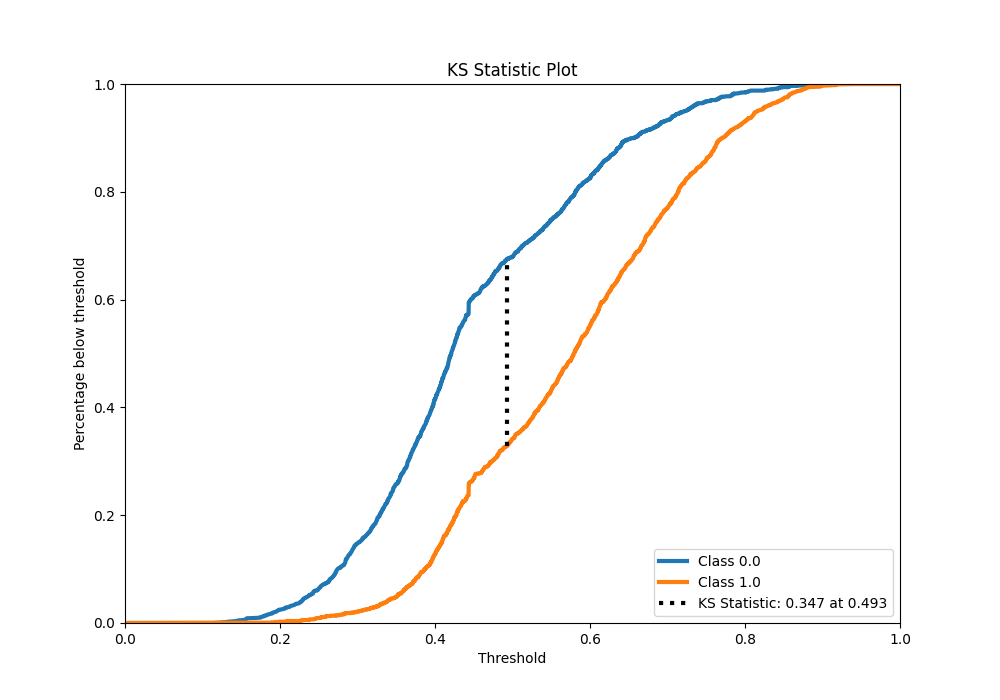 KS Statistic Plot
1.0
0.8
0.6
0.4
0.2
0.0
Percentage below threshold
0.0 0.2 0.4 0.6 0.8 1.0
Threshold
Class 0.0
Class 1.0
KS Statistic: 0.347 at 0.493